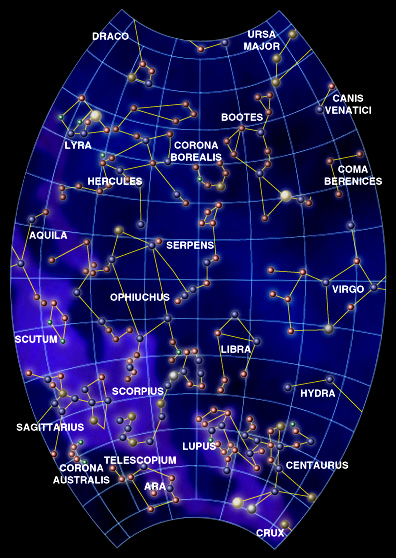 DRACO
URSA
MAJOR
CANIS
VENATICI
BOOTES
LYRA
CORONA
BOREALIS
COMA
BERENICES
HERCULES
AQUILA
SERPENS
OPHIUCHUS
VIRGO
SCUTUM
LIBRA
SCORPIUS
HYDRA
SAGITTARIUS
LUPUS
TELESCOPIUM
CENTAURUS
CORONA
AUSTRALIS
ARA
CRUX